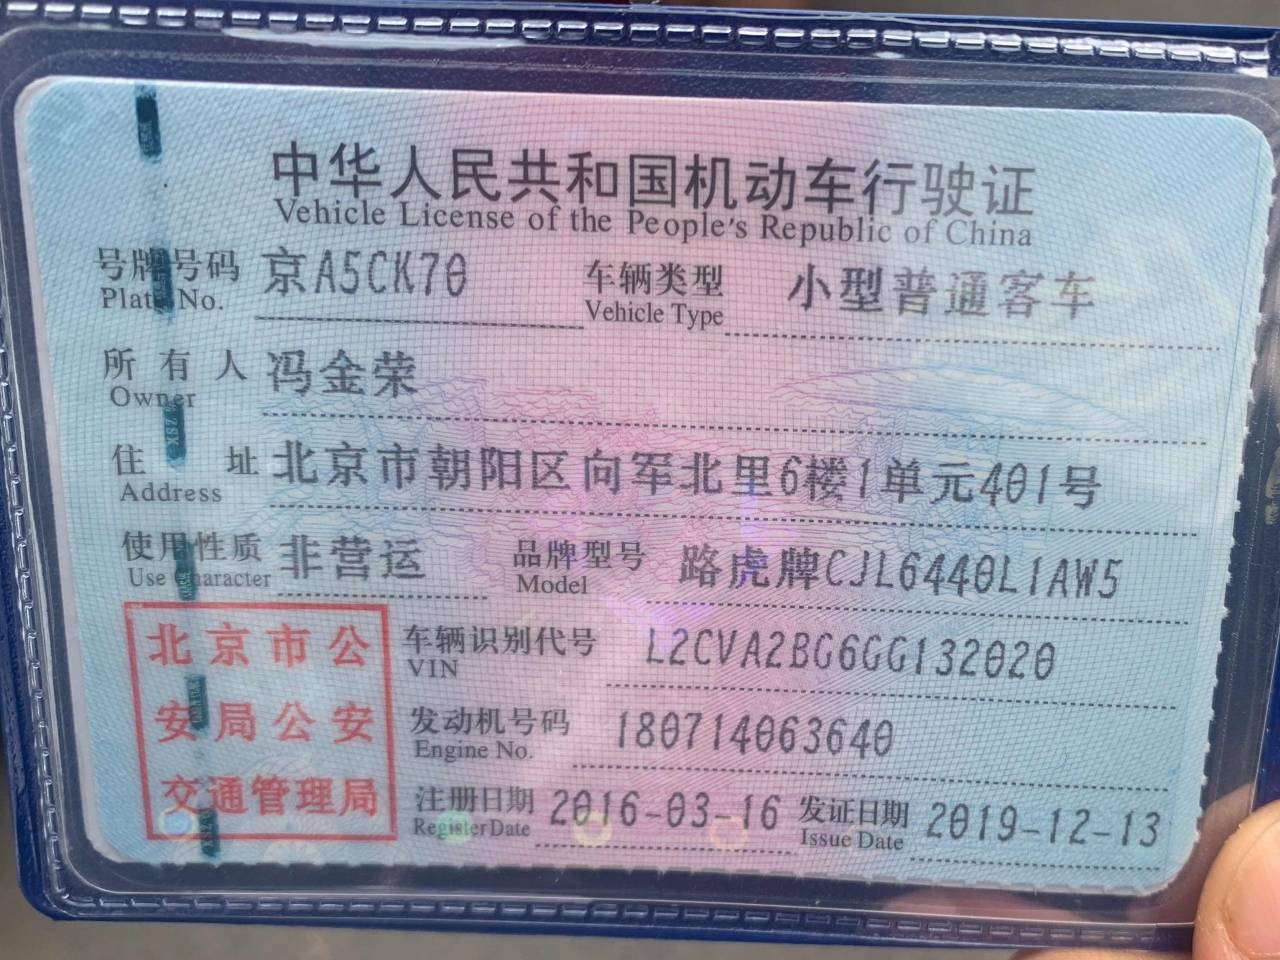 中华人民共和国机动车行驶证
Vehicle License of the People's Republic of China
号牌号码 京A5CK70 车辆类型 小型普通客车
Plate No. Vehicle Type
所有人 冯金荣
Owner
住址 北京市朝阳区向军北里6楼1单元401号
Address
使用性质 非营运 品牌型号 路虎牌CJL6440L1AW5
Use Character Model
北京市公
安局公安
交通管理局
车辆识别代号 L2CVA2BG6GG132020
VIN
发动机号码 180714063640
Engine No.
注册日期 2016-03-16 发证日期 2019-12-13
Register Date Issue Date